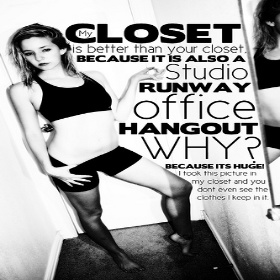 My CLOSET
is better than your closet.
BECAUSE IT IS ALSO A
Studio
RUNWAY
office
HANGOUT
WHY?
BECAUSE ITS HUGE!
I took this picture in
my closet and you
dont even see the
clothes I keep in it.